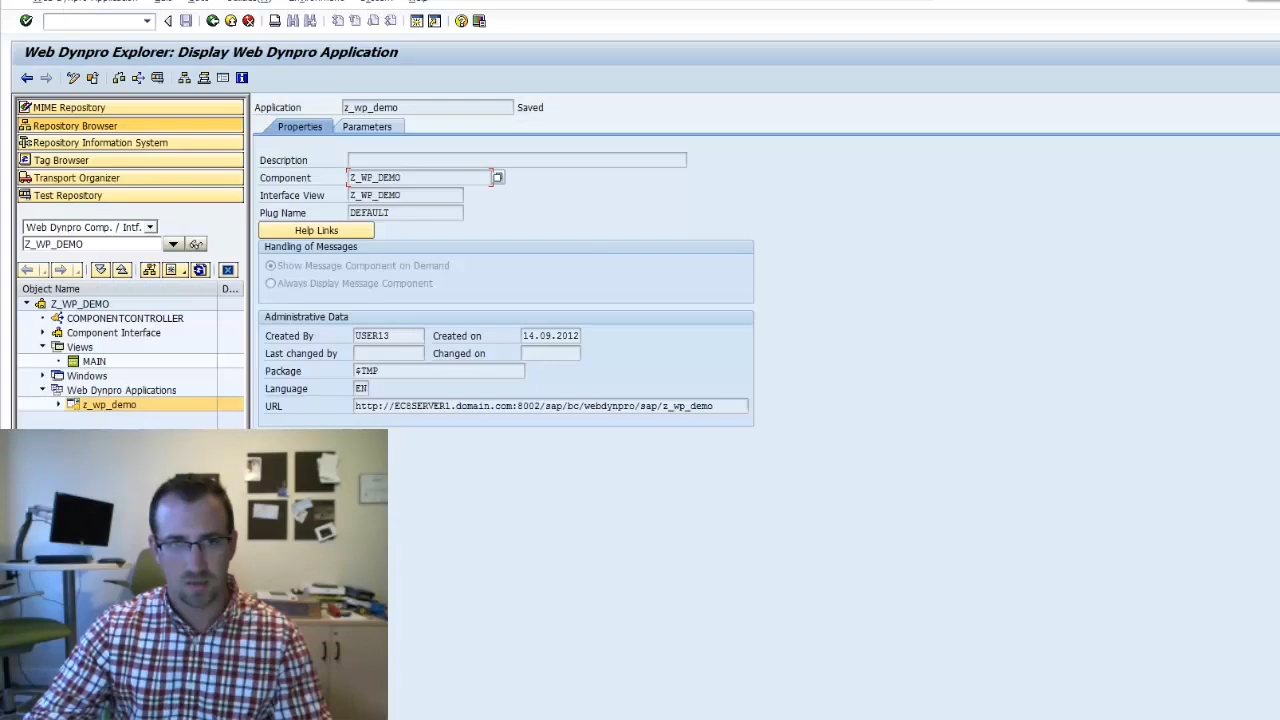 Web Dynpro Explorer: Display Web Dynpro Application
MIME Repository
Repository Browser
Repository Information System
Tag Browser
Transport Organizer
Test Repository
Web Dynpro Comp. / Intf.
Z_WP_DEMO
Object Name D...
Z_WP_DEMO
COMPONENTCONTROLLER
Component Interface
Views
MAIN
Windows
Web Dynpro Applications
z_wp_demo
Application z_wp_demo Saved
Properties Parameters
Description
Component Z_WP_DEMO
Interface View Z_WP_DEMO
Plug Name DEFAULT
Help Links
Handling of Messages
Show Message Component on Demand
Always Display Message Component
Administrative Data
Created By USER13 Created on 14.09.2012
Last changed by Changed on
Package $TMP
Language EN
URL http://EC8SERVER1.domain.com:8002/sap/bc/webdynpro/sap/z_wp_demo